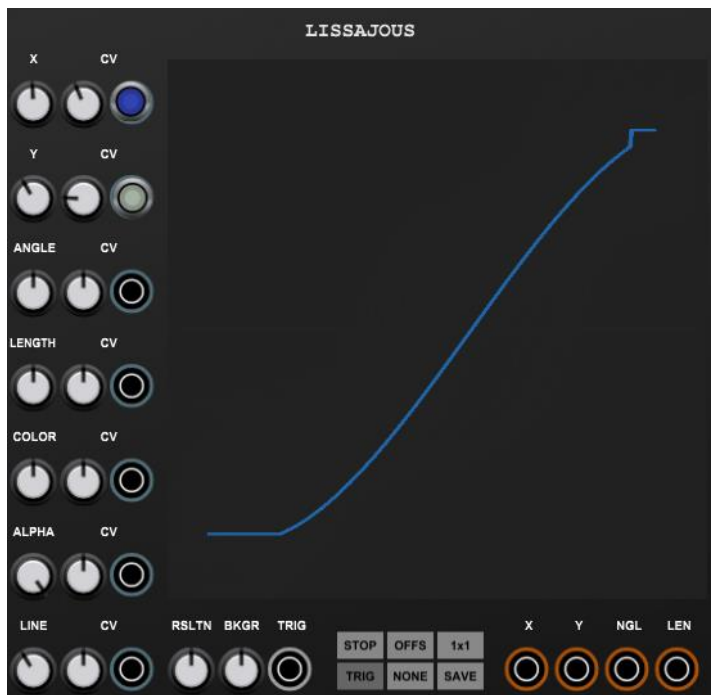 LISSAJOUS
X CV
Y CV
ANGLE CV
LENGTH CV
COLOR CV
ALPHA CV
LINE CV RSLTN BKGR TRIG X Y NGL LEN
STOP OFFS 1x1
TRIG NONE SAVE